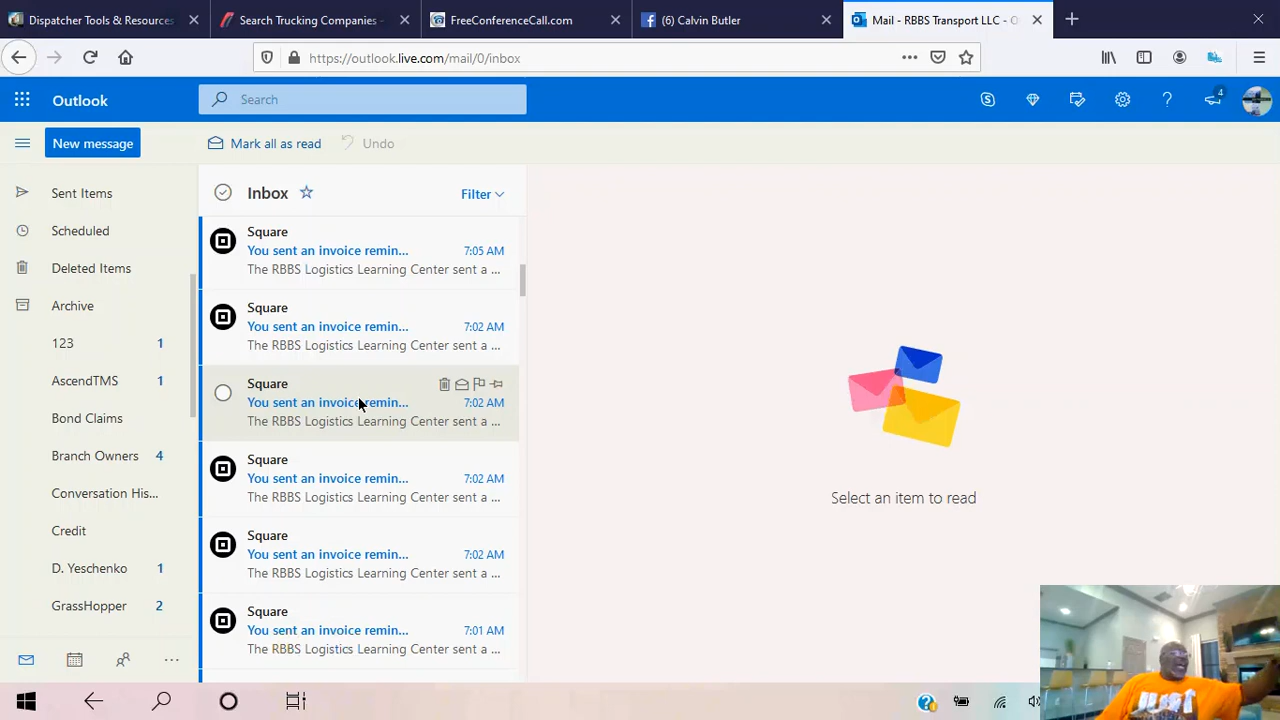 Dispatcher Tools & Resources
Search Trucking Companies -
FreeConferenceCall.com
(6) Calvin Butler
Mail - RBBS Transport LLC - O
https://outlook.live.com/mail/0/inbox
Outlook
Search
4
New message
Mark all as read
Undo
Sent Items
Scheduled
Deleted Items
Archive
123 1
AscendTMS 1
Bond Claims
Branch Owners 4
Conversation His...
Credit
D. Yeschenko 1
GrassHopper 2
Inbox
Filter
Square
You sent an invoice remin... 7:05 AM
The RBBS Logistics Learning Center sent a ...
Square
You sent an invoice remin... 7:02 AM
The RBBS Logistics Learning Center sent a ...
Square
You sent an invoice remin... 7:02 AM
The RBBS Logistics Learning Center sent a ...
Square
You sent an invoice remin... 7:02 AM
The RBBS Logistics Learning Center sent a ...
Square
You sent an invoice remin... 7:02 AM
The RBBS Logistics Learning Center sent a ...
Square
You sent an invoice remin... 7:01 AM
The RBBS Logistics Learning Center sent a ...
Select an item to read